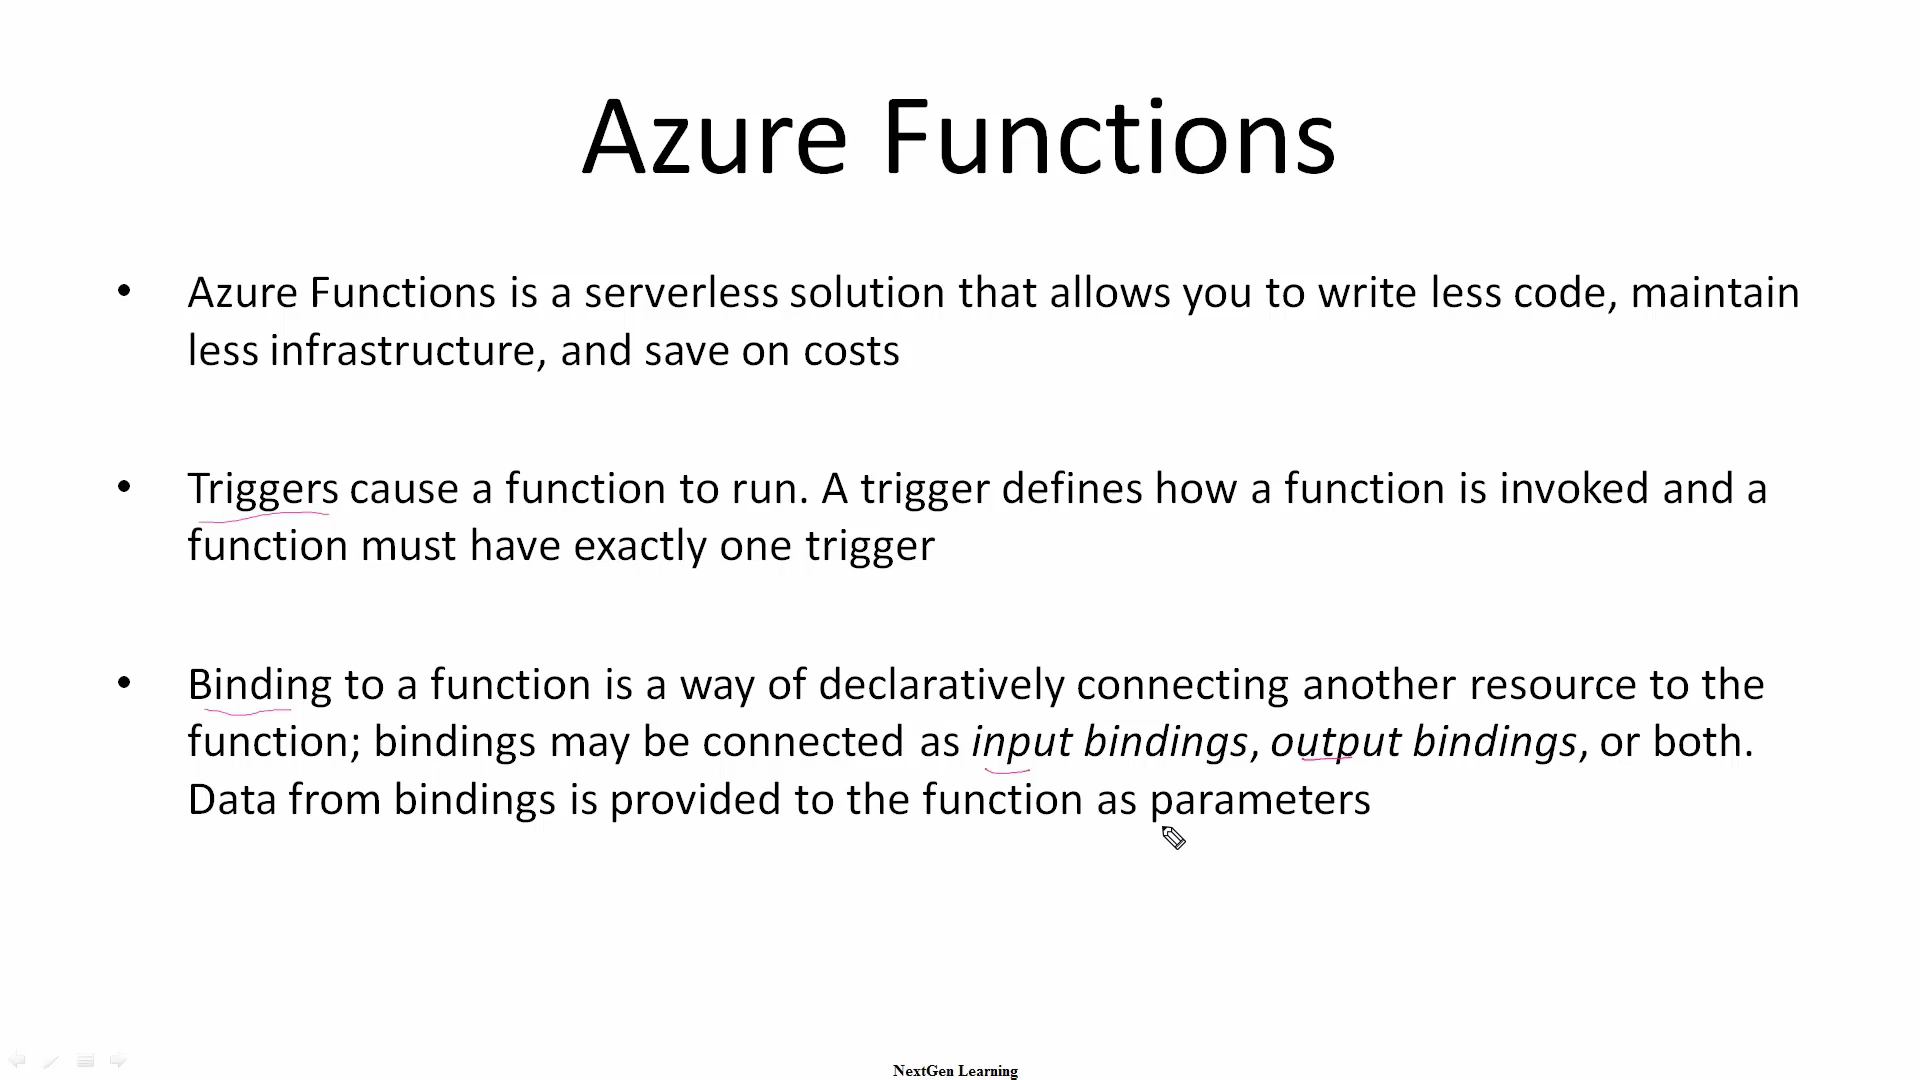 Azure Functions
• Azure Functions is a serverless solution that allows you to write less code, maintain
less infrastructure, and save on costs
• Triggers cause a function to run. A trigger defines how a function is invoked and a
function must have exactly one trigger
• Binding to a function is a way of declaratively connecting another resource to the
function; bindings may be connected as input bindings, output bindings, or both.
Data from bindings is provided to the function as parameters
NextGen Learning